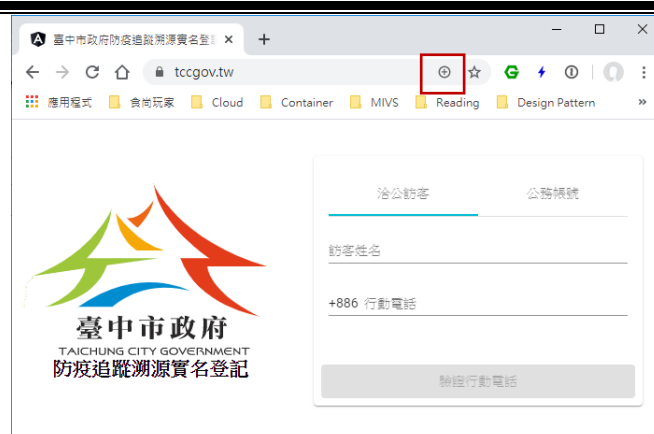 臺中市政府防疫追蹤溯源實名登
tccgov.tw
應用程式 食尚玩家 Cloud Container MIVS Reading Design Pattern »
洽公訪客 公務帳號
訪客姓名
+886 行動電話
驗證行動電話
臺中市政府
TAICHUNG CITY GOVERNMENT
防疫追蹤溯源實名登記